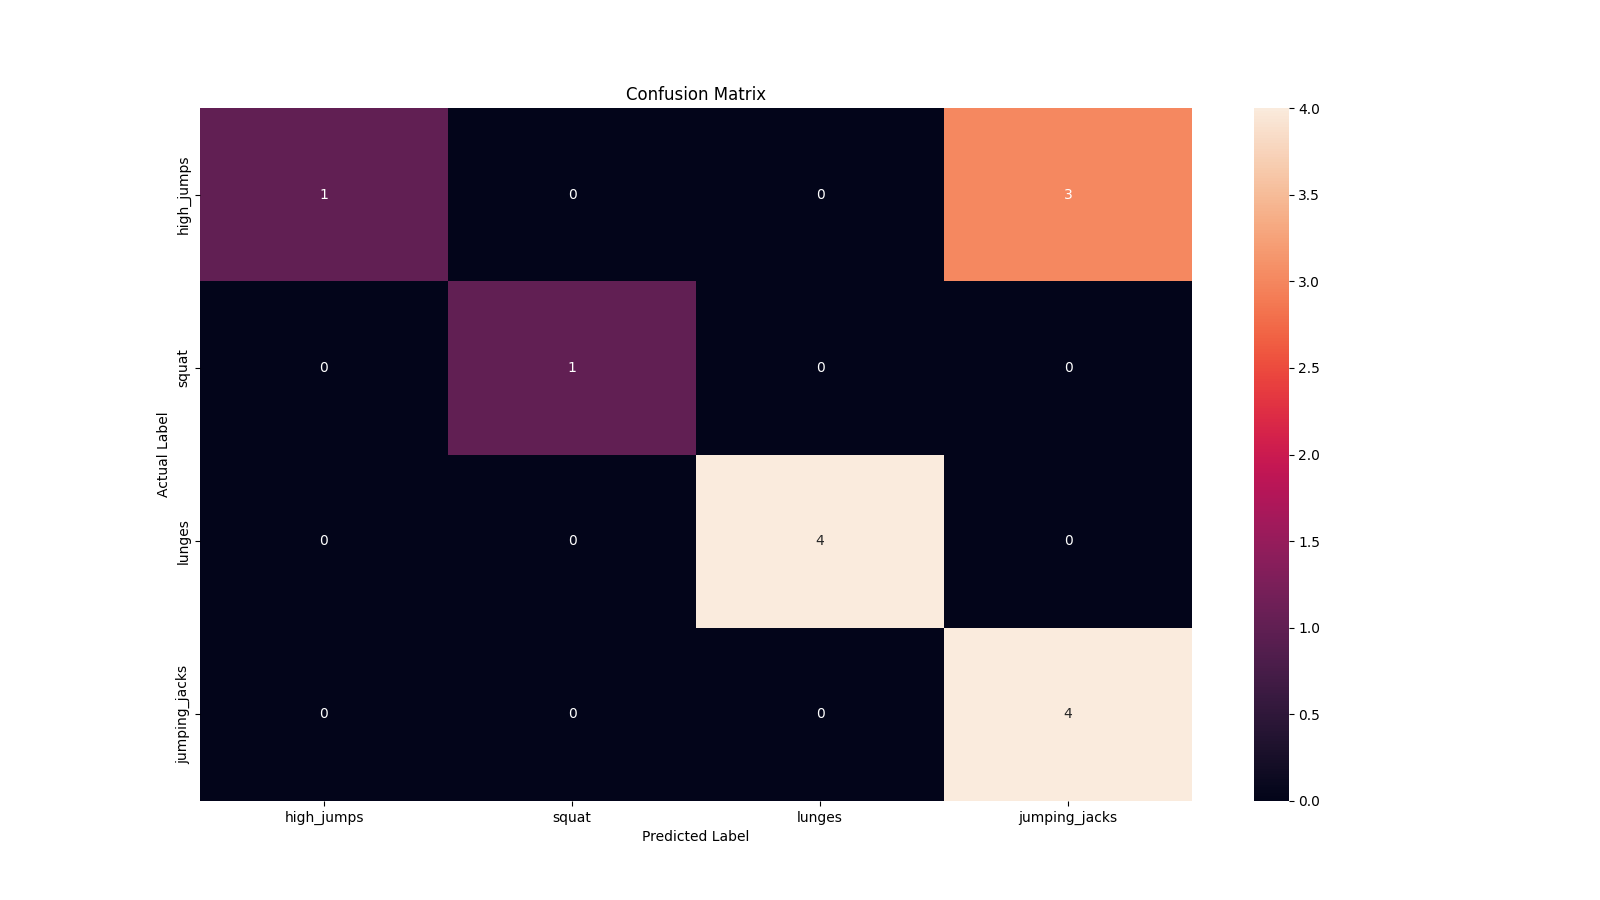 Confusion Matrix
Actual Label
high_jumps
squat
lunges
jumping_jacks
1 0 0 3
0 1 0 0
0 0 4 0
0 0 0 4
high_jumps squat lunges jumping_jacks
Predicted Label
4.0
3.5
3.0
2.5
2.0
1.5
1.0
0.5
0.0